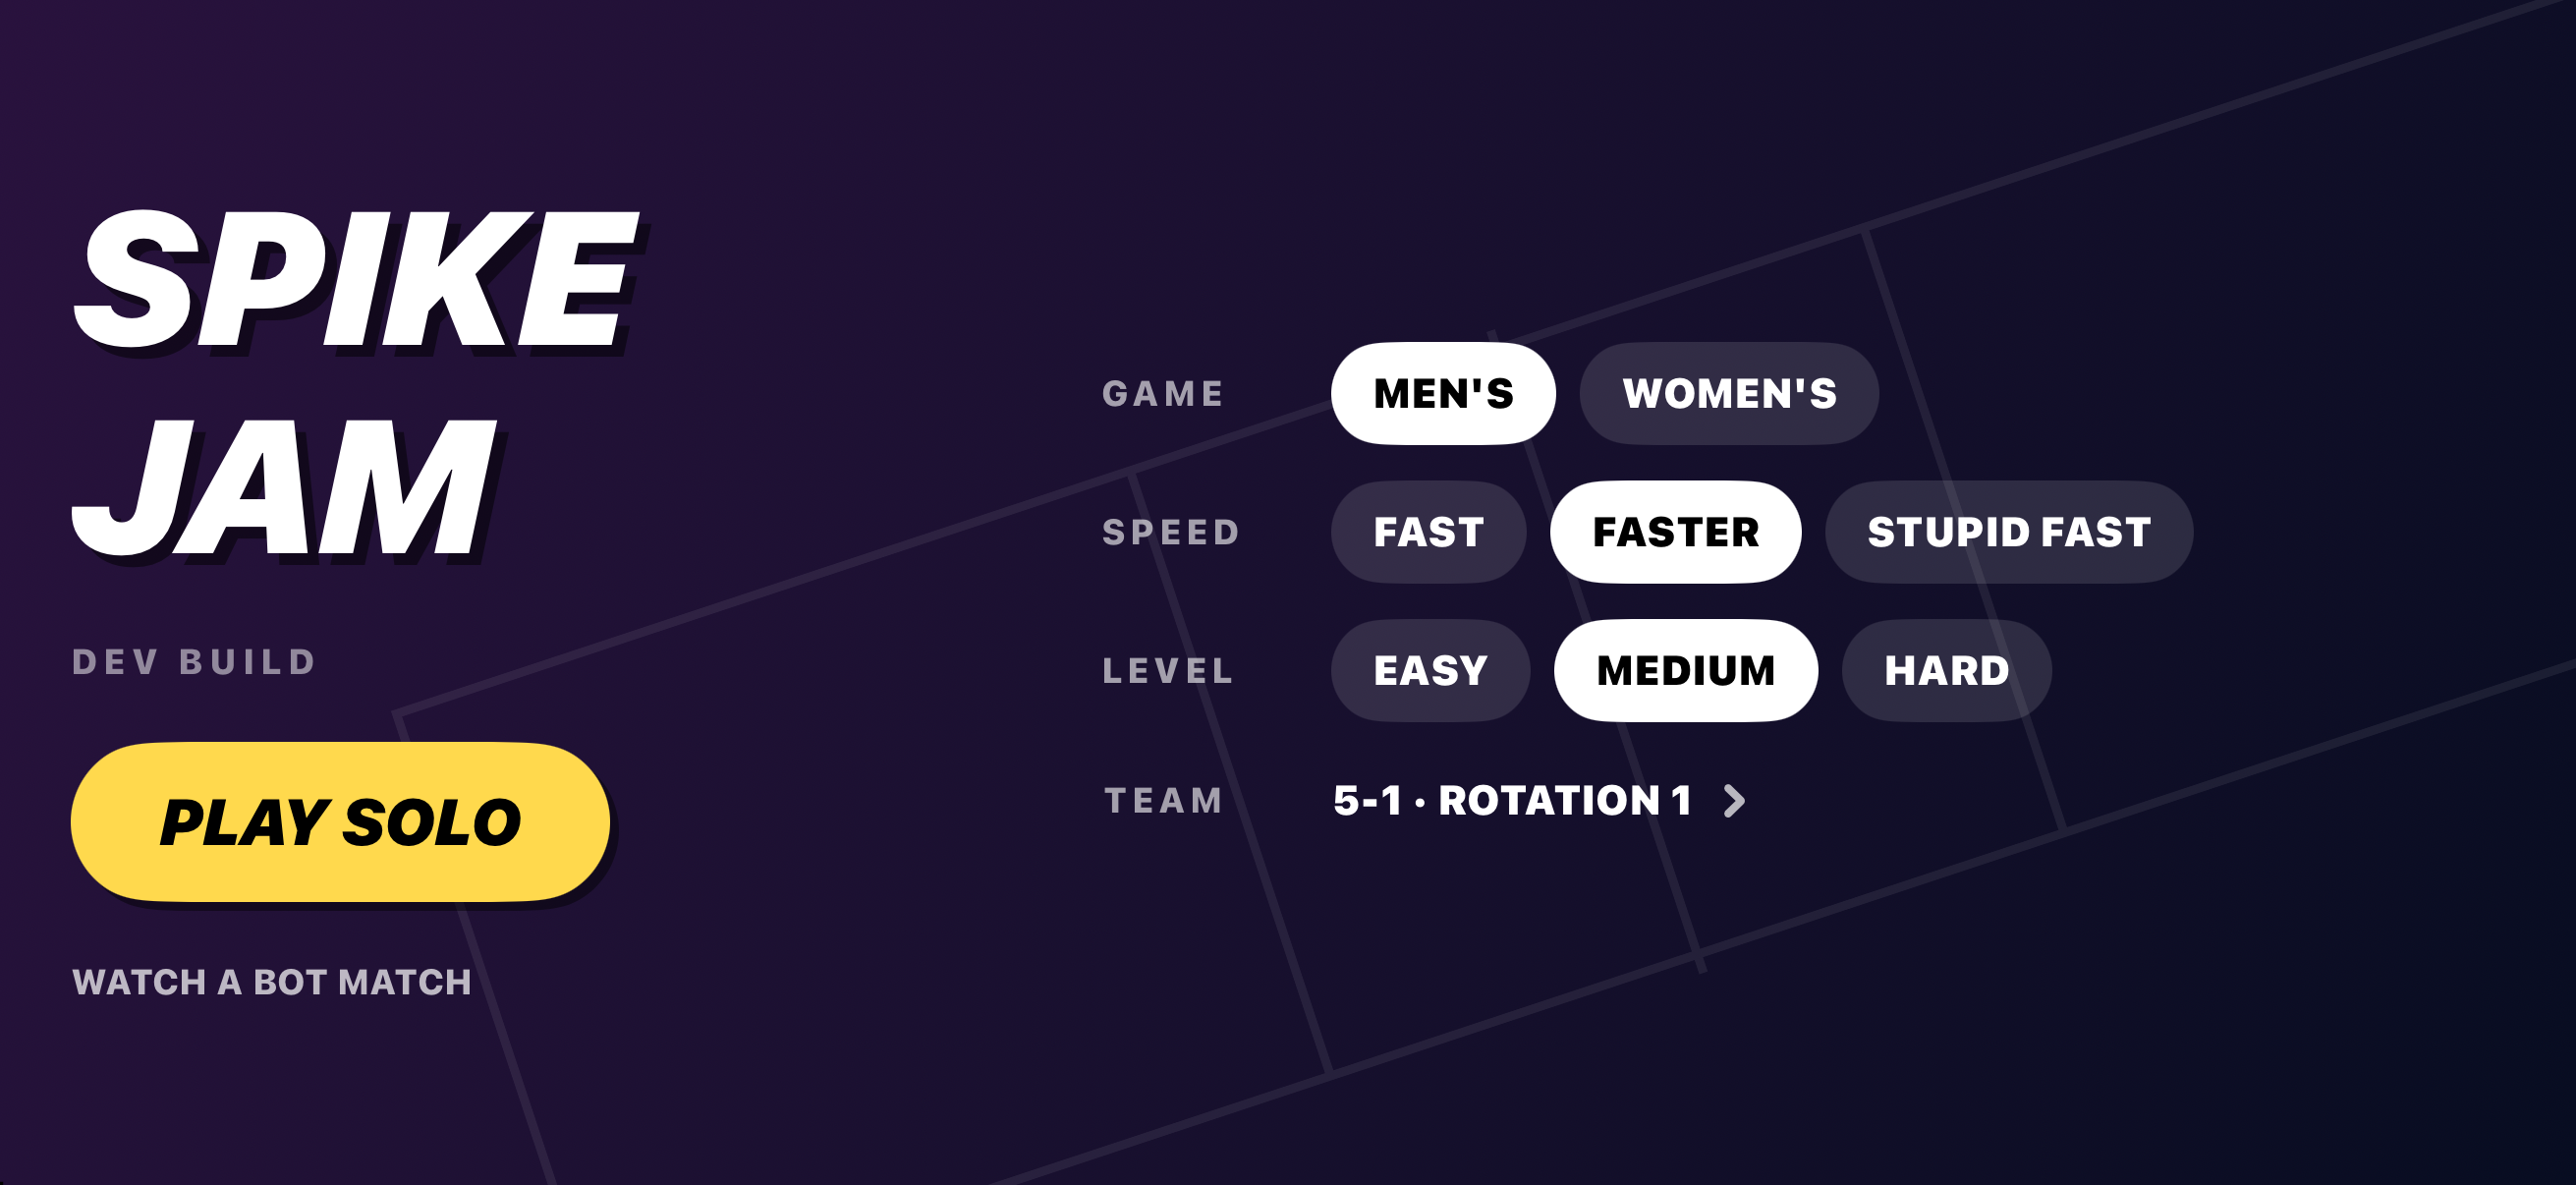 SPIKE
JAM
DEV BUILD
PLAY SOLO
WATCH A BOT MATCH
GAME MEN'S WOMEN'S
SPEED FAST FASTER STUPID FAST
LEVEL EASY MEDIUM HARD
TEAM 5-1 · ROTATION 1